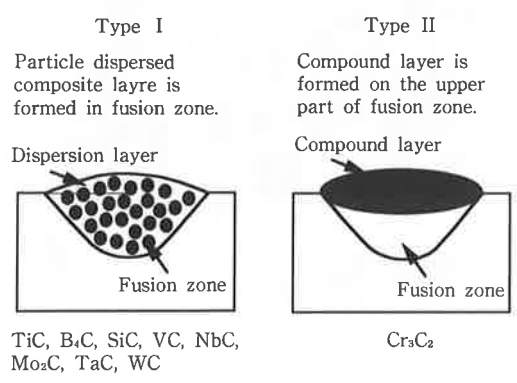 Type I
Particle dispersed
composite layre is
formed in fusion zone.
Dispersion layer
Fusion zone
TiC, B₄C, SiC, VC, NbC,
Mo₂C, TaC, WC
Type II
Compound layer is
formed on the upper
part of fusion zone.
Compound layer
Fusion zone
Cr₃C₂